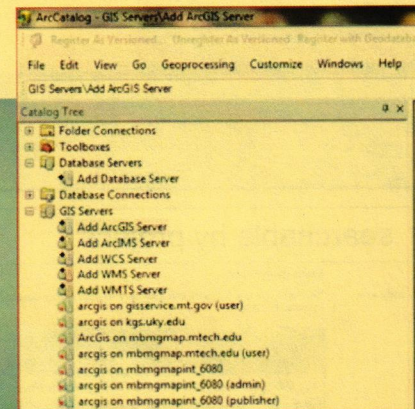 ArcCatalog - GIS Servers\Add ArcGIS Server
Register As Versioned... Unregister As Versioned Register with Geodatab
File Edit View Go Geoprocessing Customize Windows Help
GIS Servers\Add ArcGIS Server
Catalog Tree
Folder Connections
Toolboxes
Database Servers
Add Database Server
Database Connections
GIS Servers
Add ArcGIS Server
Add ArcIMS Server
Add WCS Server
Add WMS Server
Add WMTS Server
arcgis on gisservice.mt.gov (user)
arcgis on kgs.uky.edu
ArcGis on mbmgmap.mtech.edu
arcgis on mbmgmap.mtech.edu (user)
arcgis on mbmgmapint_6080
arcgis on mbmgmapint_6080 (admin)
arcgis on mbmgmapint_6080 (publisher)